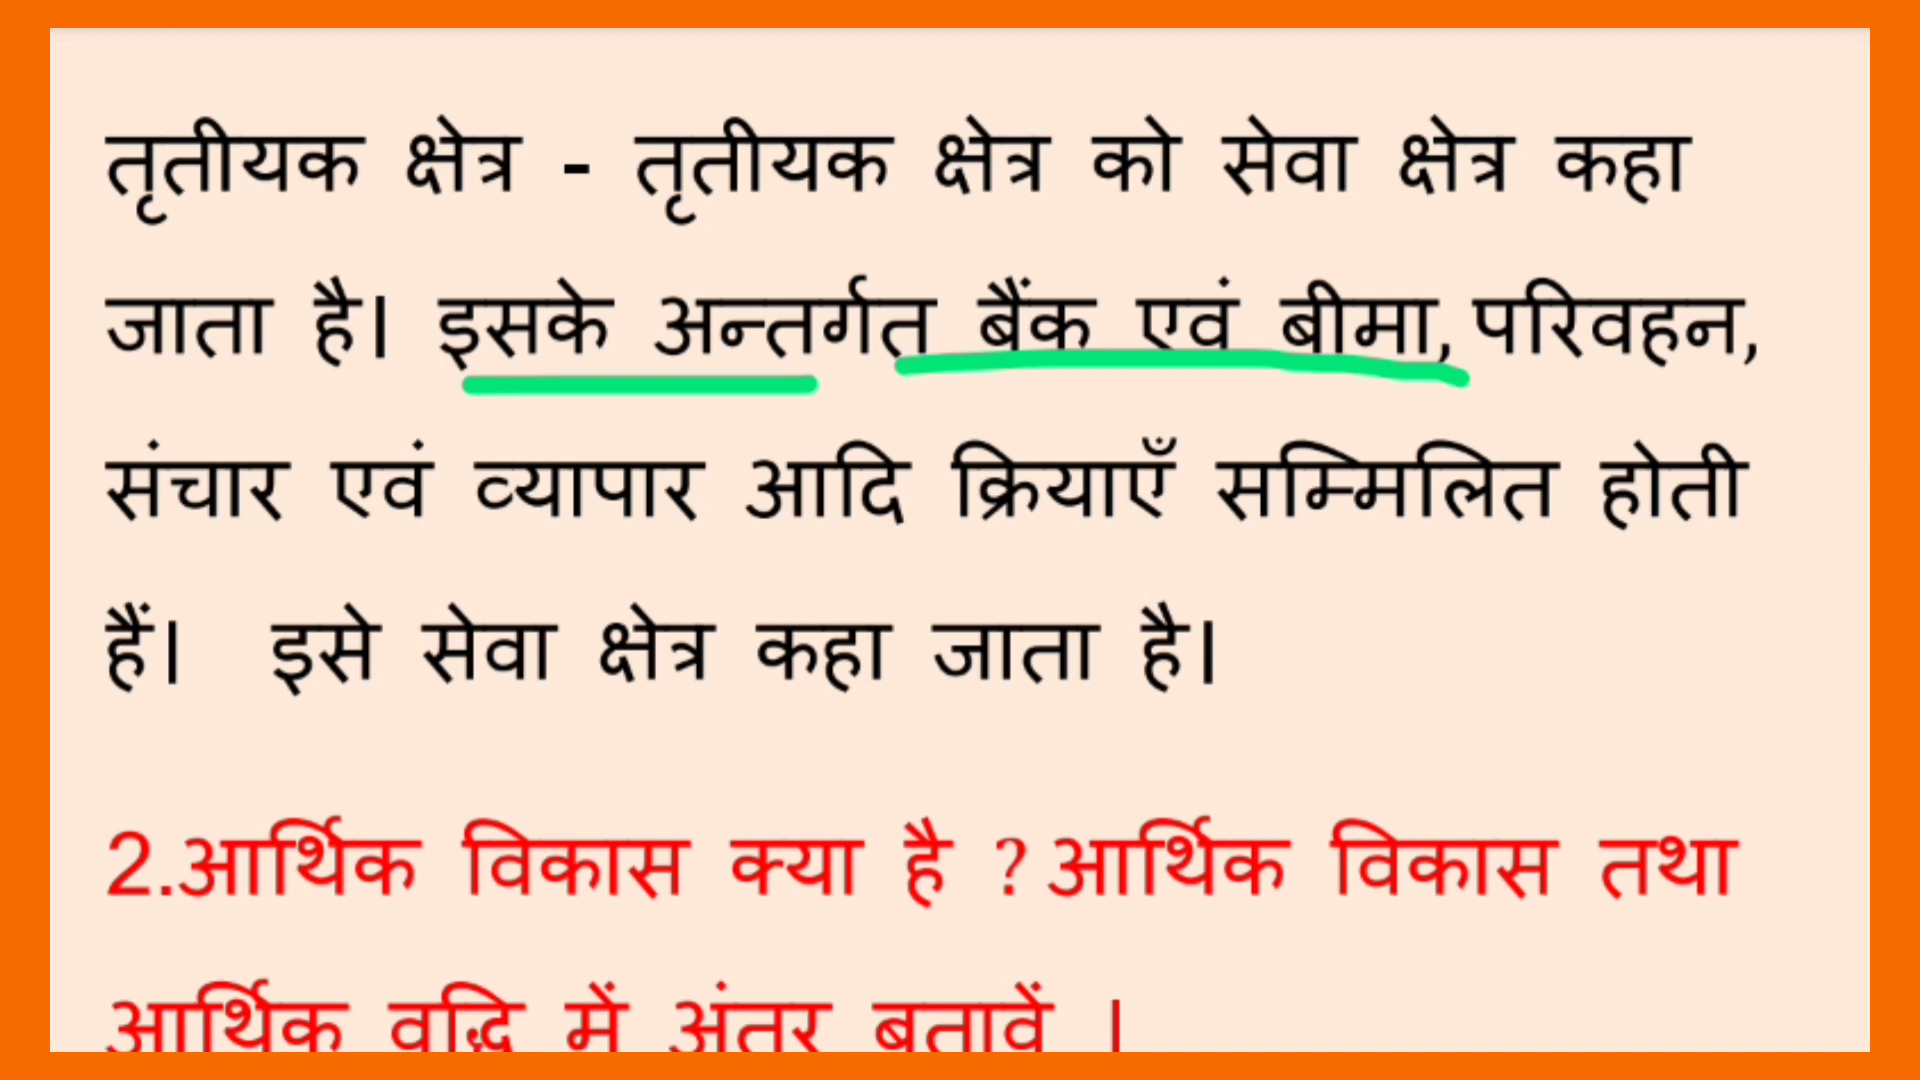 तृतीयक क्षेत्र - तृतीयक क्षेत्र को सेवा क्षेत्र कहा
जाता है। इसके अन्तर्गत बैंक एवं बीमा, परिवहन,
संचार एवं व्यापार आदि क्रियाएँ सम्मिलित होती
हैं। इसे सेवा क्षेत्र कहा जाता है।
2.आर्थिक विकास क्या है ? आर्थिक विकास तथा
आर्थिक वृद्धि में अंतर बतावें ।